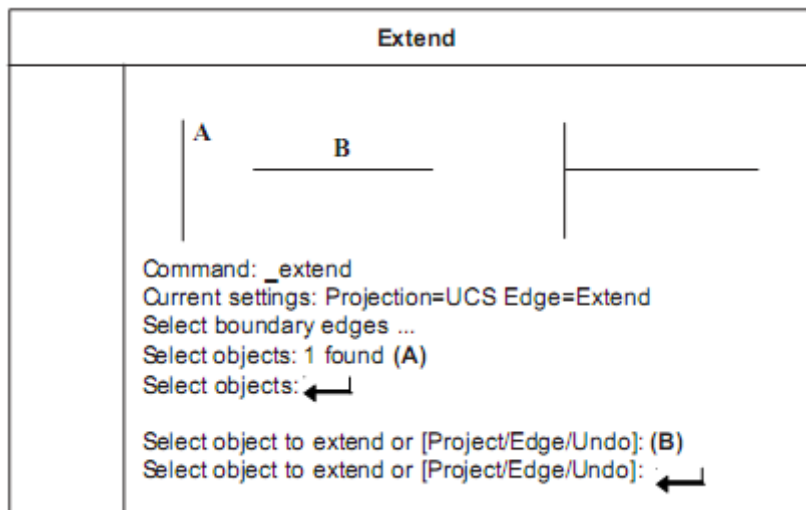 Extend
A
B
Command: _extend
Current settings: Projection=UCS Edge=Extend
Select boundary edges ...
Select objects: 1 found (A)
Select objects:
Select object to extend or [Project/Edge/Undo]: (B)
Select object to extend or [Project/Edge/Undo]: